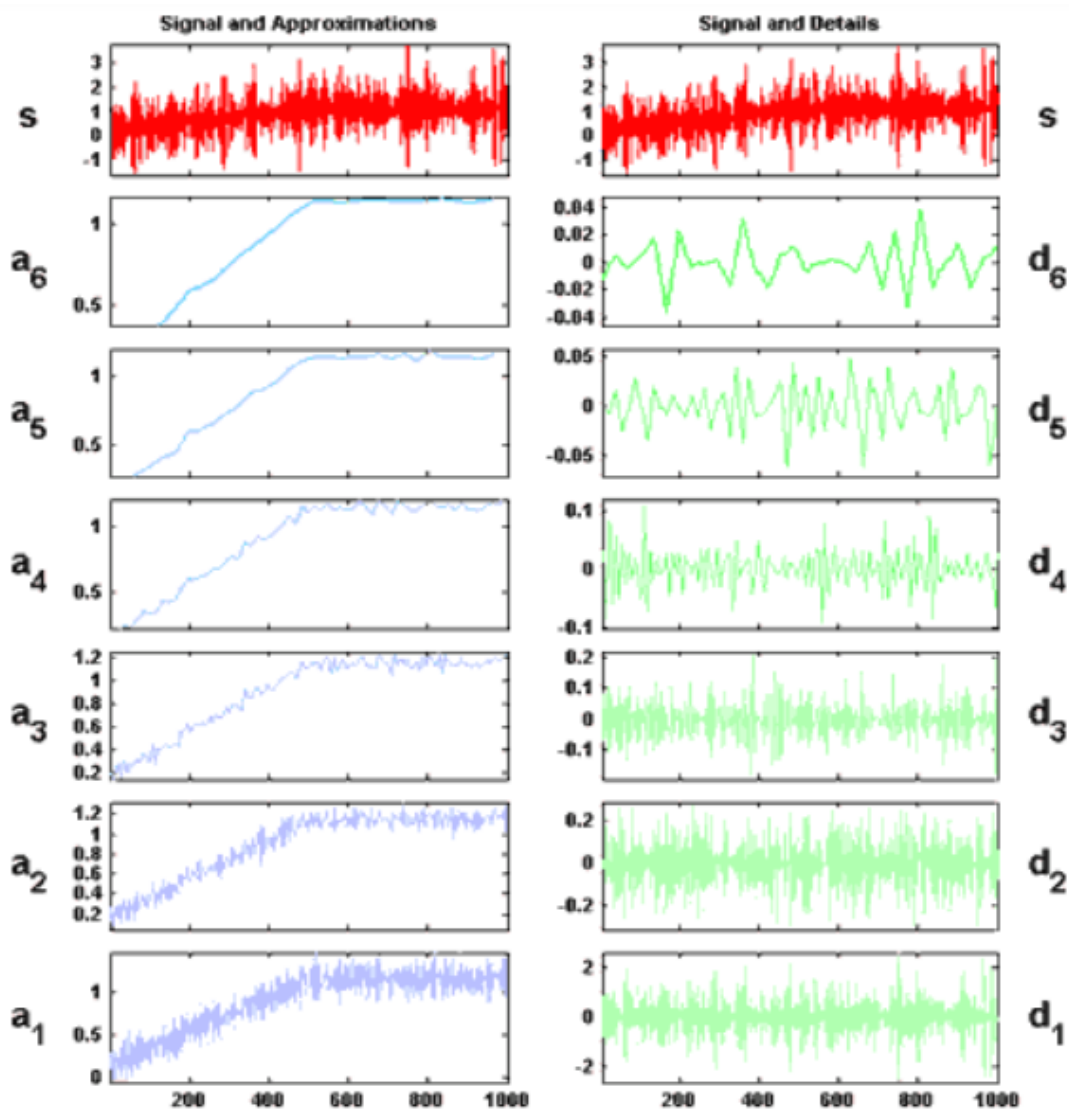 Signal and Approximations
Signal and Details
s
3
2
1
0
-1
s
3
2
1
0
-1
a6
1
0.5
0.04
0.02
0
-0.02
-0.04
d6
a5
1
0.5
0.05
0
-0.05
d5
a4
1
0.5
0.1
0
-0.1
d4
a3
1.2
1
0.8
0.6
0.4
0.2
0.2
0.1
0
-0.1
d3
a2
1.2
1
0.8
0.6
0.4
0.2
0.2
0
-0.2
d2
a1
1
0.5
0
2
0
-2
d1
200 400 600 800 1000
200 400 600 800 1000